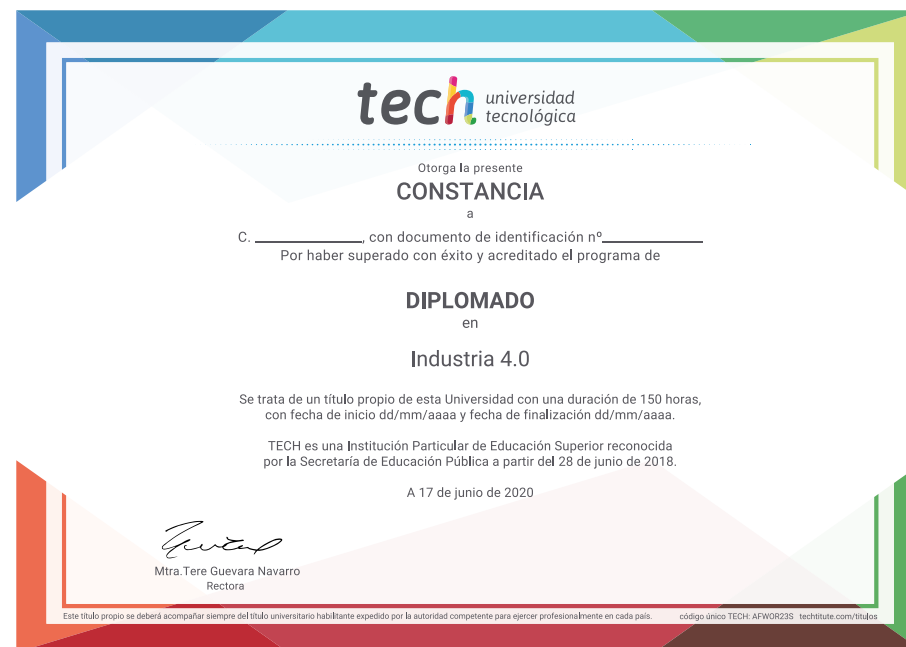 tech universidad
tecnológica
Otorga la presente
CONSTANCIA
a
C. ______________, con documento de identificación nº_____________
Por haber superado con éxito y acreditado el programa de
DIPLOMADO
en
Industria 4.0
Se trata de un título propio de esta Universidad con una duración de 150 horas,
con fecha de inicio dd/mm/aaaa y fecha de finalización dd/mm/aaaa.
TECH es una Institución Particular de Educación Superior reconocida
por la Secretaría de Educación Pública a partir del 28 de junio de 2018.
A 17 de junio de 2020
Mtra.Tere Guevara Navarro
Rectora
Este título propio se deberá acompañar siempre del título universitario habilitante expedido por la autoridad competente para ejercer profesionalmente en cada país. código único TECH: AFWOR23S techtitute.com/titulos